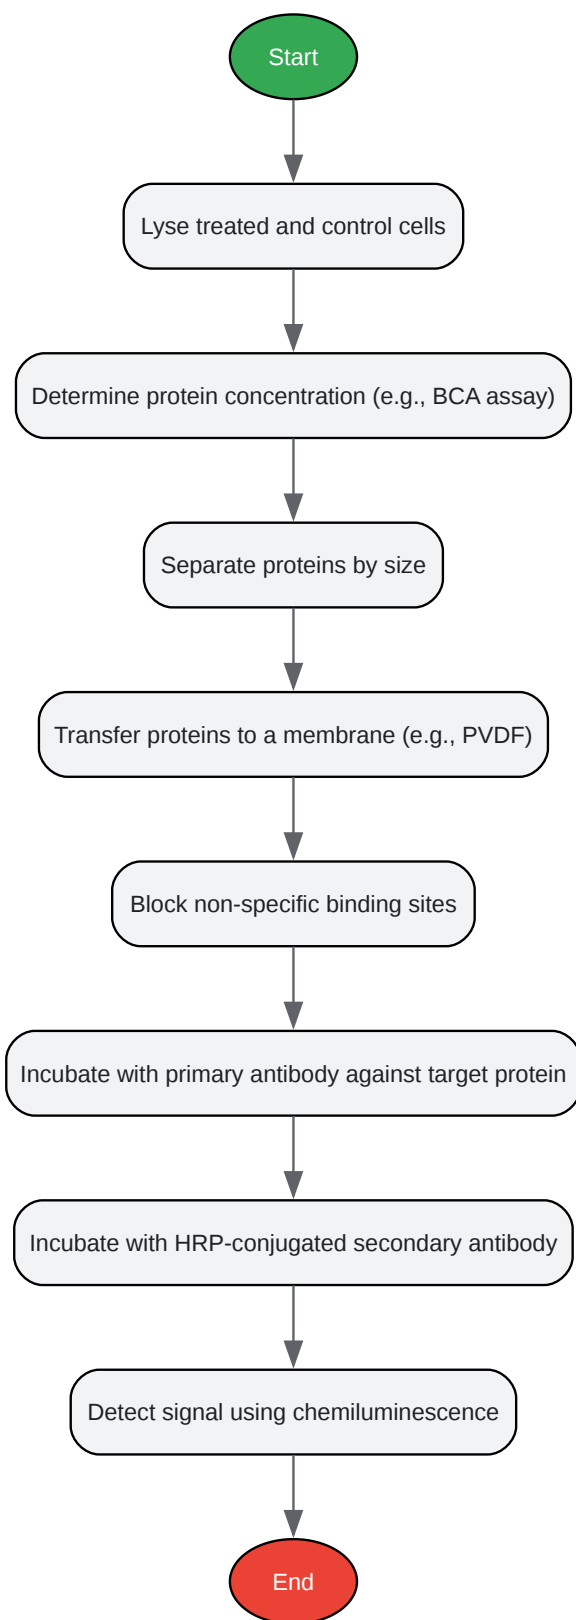 Start
Lyse treated and control cells
Determine protein concentration (e.g., BCA assay)
Separate proteins by size
Transfer proteins to a membrane (e.g., PVDF)
Block non-specific binding sites
Incubate with primary antibody against target protein
Incubate with HRP-conjugated secondary antibody
Detect signal using chemiluminescence
End